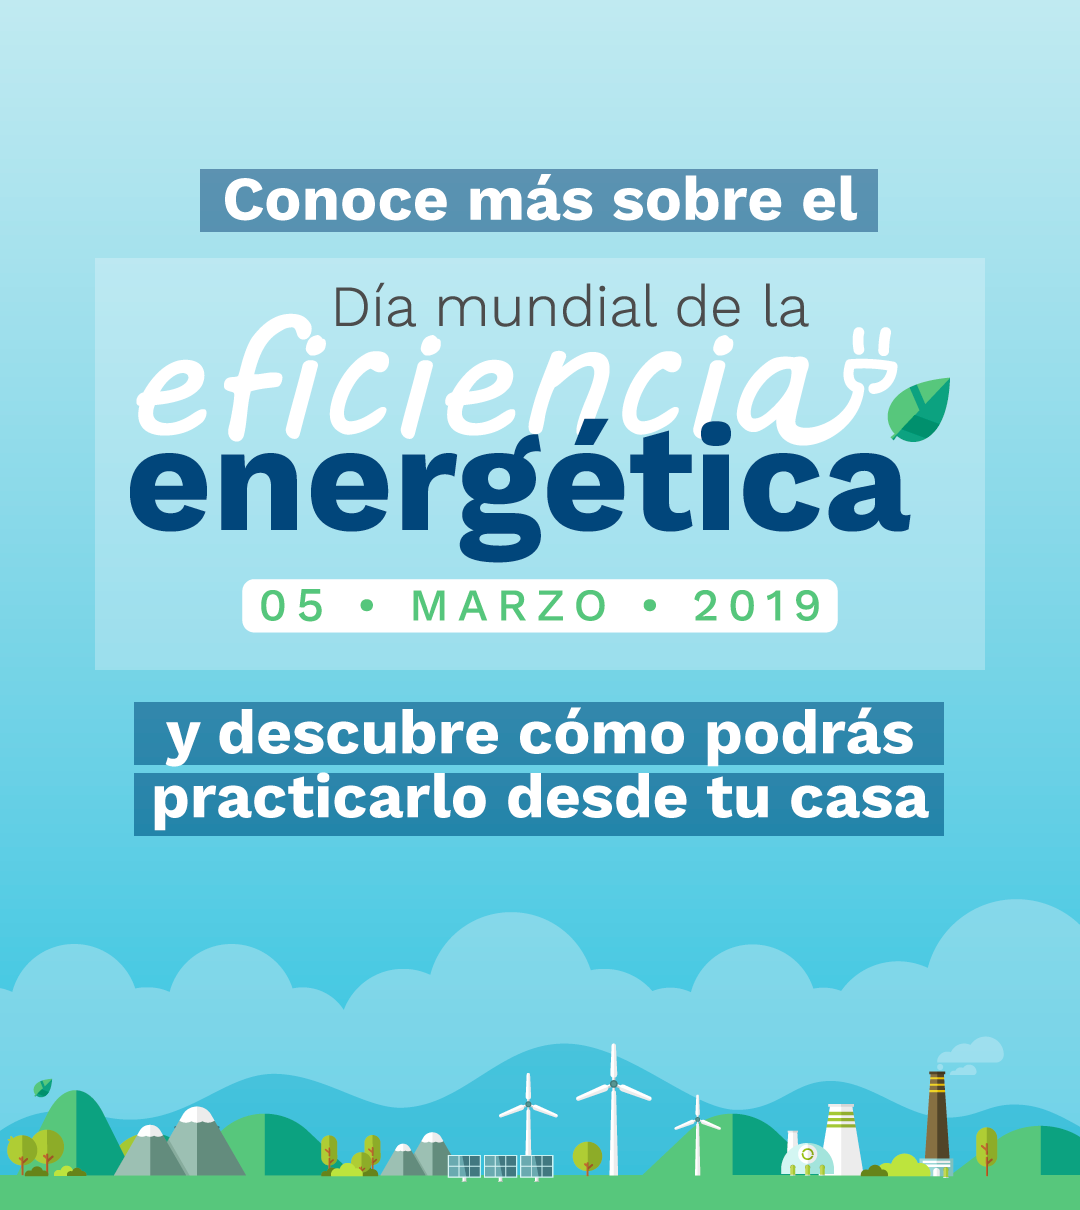 Conoce más sobre el
Día mundial de la
eficiencia
energética
05 • MARZO • 2019
y descubre cómo podrás
practicarlo desde tu casa